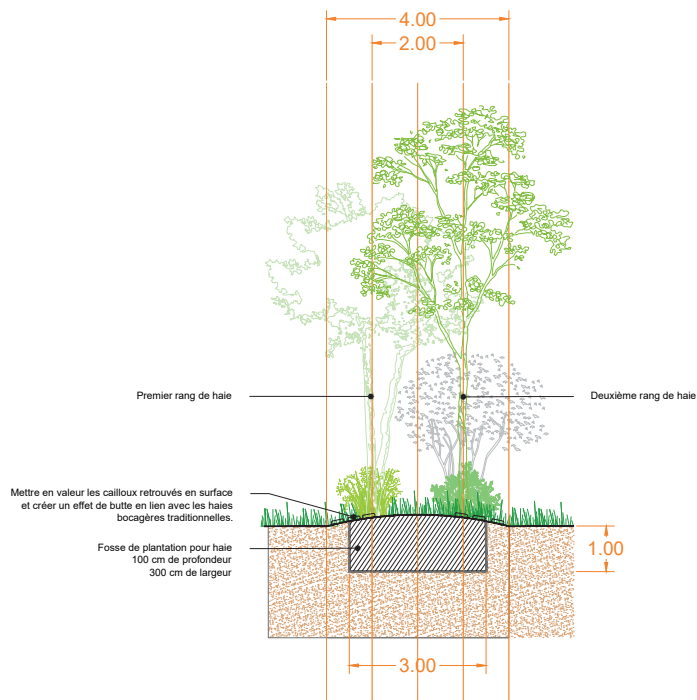 4.00
2.00
Premier rang de haie
Deuxième rang de haie
Mettre en valeur les cailloux retrouvés en surface
et créer un effet de butte en lien avec les haies
bocagères traditionnelles.
Fosse de plantation pour haie
100 cm de profondeur
300 cm de largeur
1.00
3.00